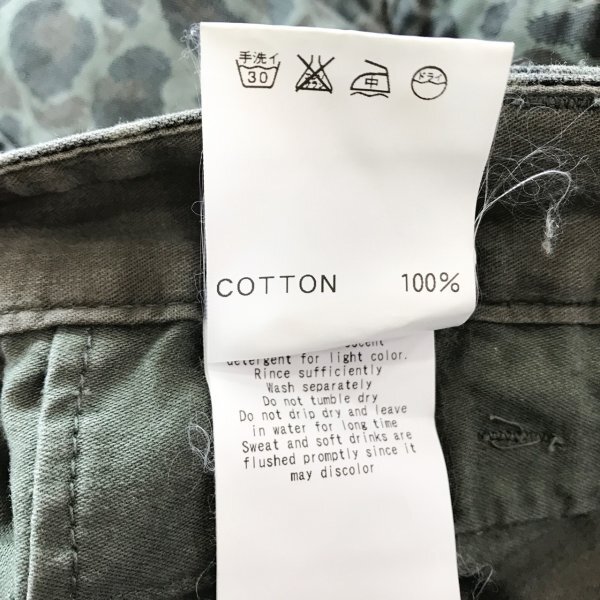 手洗イ
30
中
ドライ
COTTON 100%
detergent for light color.
Rince sufficiently
Wash separately
Do not tumble dry
Do not drip dry and leave
in water for long time
Sweat and soft drinks are
flushed promptly since it
may discolor